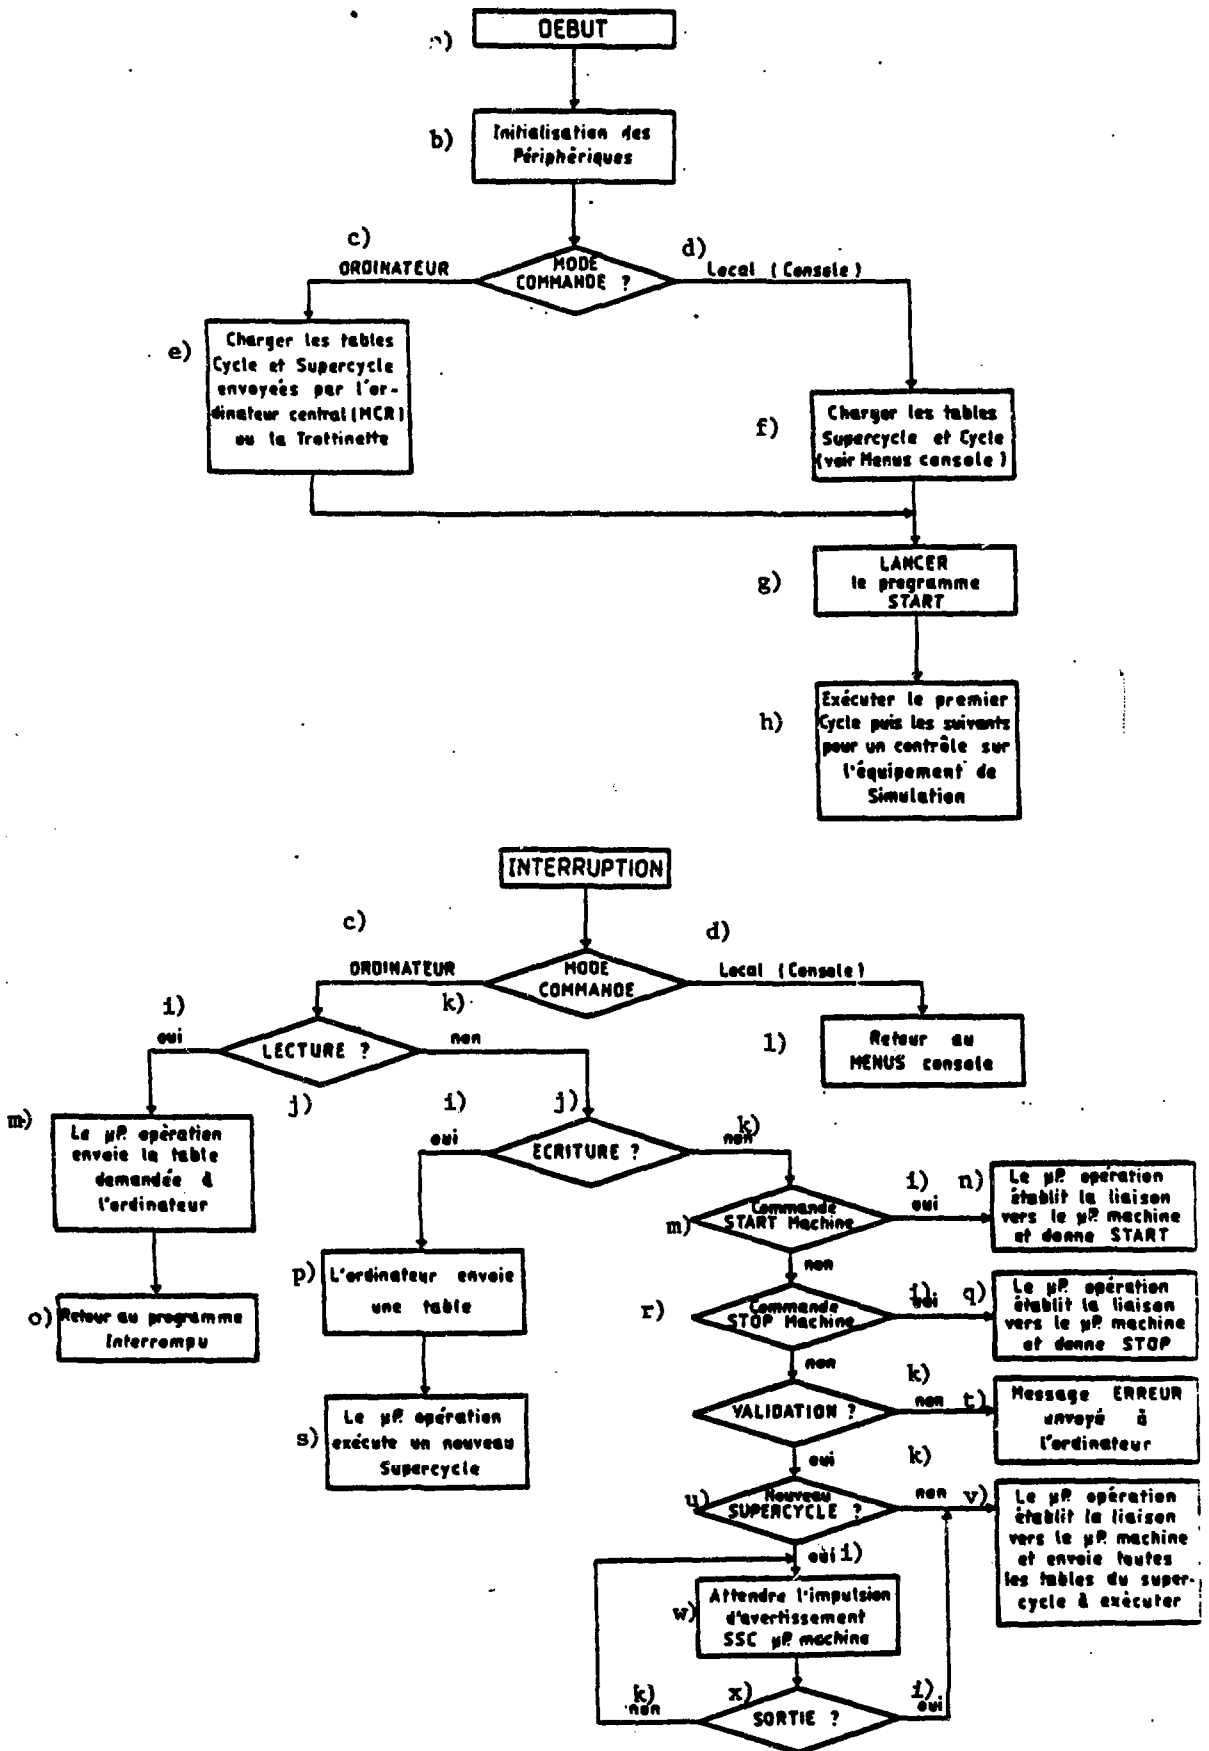 DEBUT
b)
Initialisation des
Périphériques
c)
d)
ORDINATEUR
MODE
COMMANDE ?
Local (Console)
e)
Charger les tables
Cycle et Supercycle
envoyées par l'or-
dinateur central (MCR)
ou la Trottinette
f)
Charger les tables
Supercycle et Cycle
(voir Menus console)
g)
LANCER
le programme
START
h)
Exécuter le premier
Cycle puis les suivants
pour un contrôle sur
l'équipement de
Simulation
INTERRUPTION
c)
d)
ORDINATEUR
MODE
COMMANDE
Local (Console)
i)
k)
oui
LECTURE ?
non
l)
Retour au
MENUS console
j)
i)
j)
m)
Le µP. opération
envoie la table
demandée à
l'ordinateur
oui
ECRITURE ?
k)
non
m)
Commande
START Machine
i)
oui
n)
Le µP. opération
établit la liaison
vers le µP. machine
et donne START
non
p)
L'ordinateur envoie
une table
o)
Retour au programme
Interrompu
r)
Commande
STOP Machine
i)
oui
q)
Le µP. opération
établit la liaison
vers le µP. machine
et donne STOP
non
s)
Le µP. opération
exécute un nouveau
Supercycle
VALIDATION ?
k)
non
t)
Message ERREUR
envoyé à
l'ordinateur
oui
k)
u)
Nouveau
SUPERCYCLE ?
non
v)
Le µP. opération
établit la liaison
vers le µP. machine
et envoie toutes
les tables du super-
cycle à exécuter
oui i)
w)
Attendre l'impulsion
d'avertissement
SSC µP. machine
k)
non
x)
SORTIE ?
i)
oui